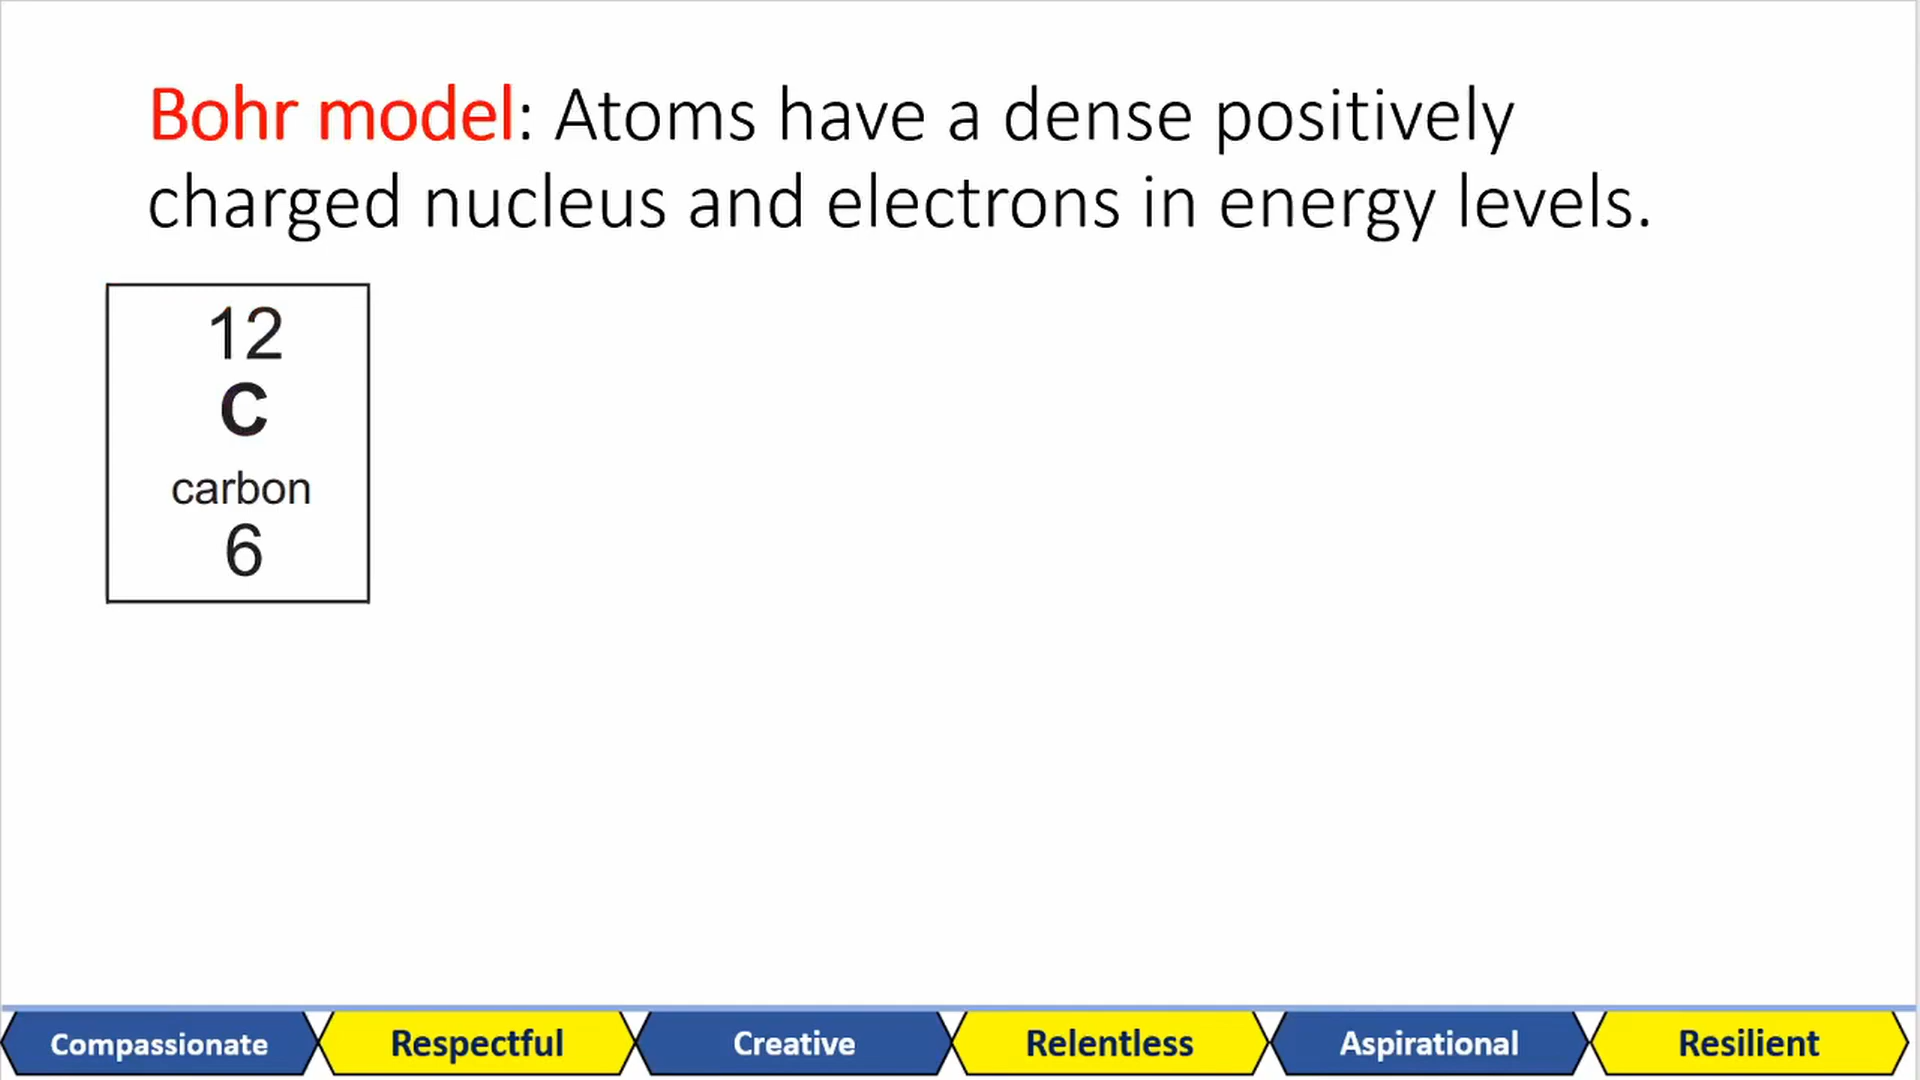 Bohr model: Atoms have a dense positively
charged nucleus and electrons in energy levels.
12
C
carbon
6
Compassionate Respectful Creative Relentless Aspirational Resilient